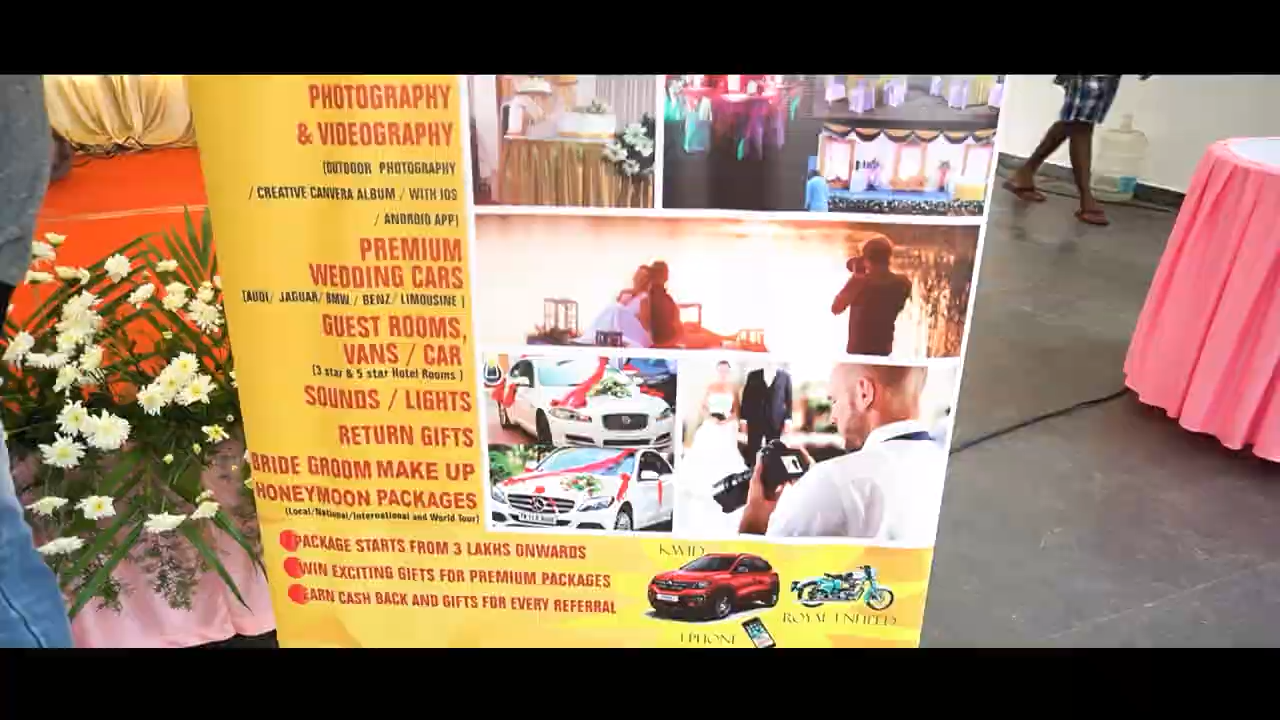 PHOTOGRAPHY
& VIDEOGRAPHY
(OUTDOOR PHOTOGRAPHY
/ CREATIVE CANVERA ALBUM / WITH IOS
/ ANDROID APP)
PREMIUM
WEDDING CARS
(AUDI/ JAGUAR/ BMW / BENZ/ LIMOUSINE )
GUEST ROOMS,
VANS / CAR
(3 star & 5 star Hotel Rooms )
SOUNDS / LIGHTS
RETURN GIFTS
BRIDE GROOM MAKE UP
HONEYMOON PACKAGES
(Local/National/International and World Tour)
PACKAGE STARTS FROM 3 LAKHS ONWARDS
WIN EXCITING GIFTS FOR PREMIUM PACKAGES
EARN CASH BACK AND GIFTS FOR EVERY REFERRAL
KWID
ROYAL ENFIELD
I PHONE